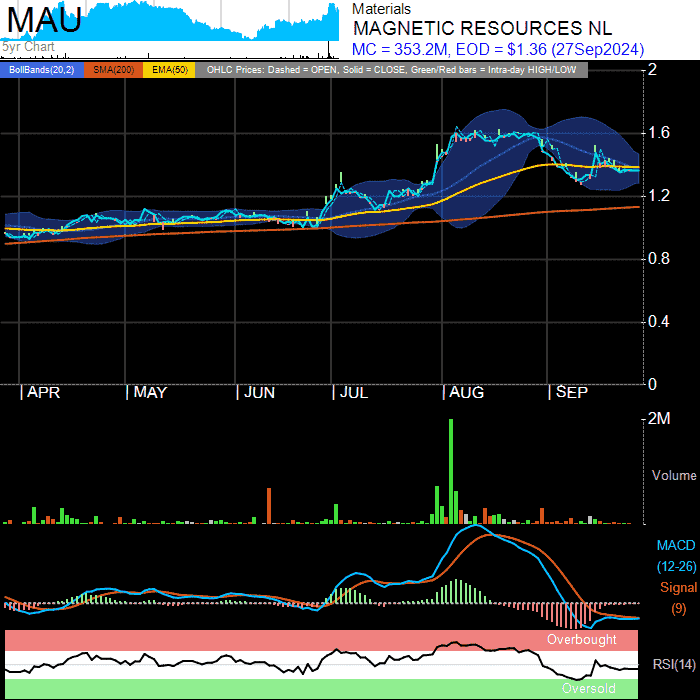 MAU
5yr Chart
Materials
MAGNETIC RESOURCES NL
MC = 353.2M, EOD = $1.36 (27Sep2024)
BollBands(20,2) SMA(200) EMA(50) OHLC Prices: Dashed = OPEN, Solid = CLOSE, Green/Red bars = Intra-day HIGH/LOW
2
1.6
1.2
0.8
0.4
0
APR MAY JUN JUL AUG SEP
2M
Volume
MACD
(12-26)
Signal
(9)
Overbought
RSI(14)
Oversold